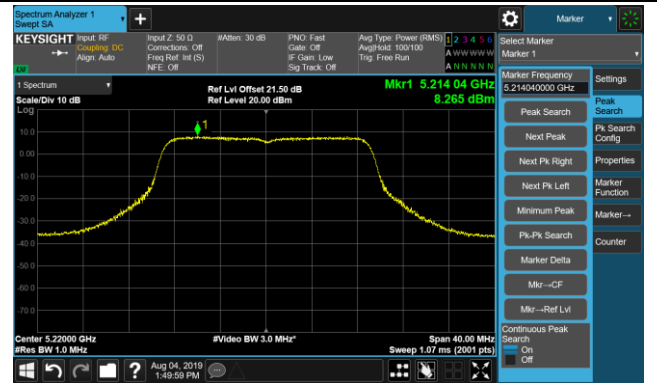 Spectrum Analyzer 1
Swept SA
+
Marker
KEYSIGHT
Input: RF
Coupling: DC
Align: Auto
Input Z: 50 Ω
Corrections: Off
Freq Ref: Int (S)
NFE: Off
#Atten: 30 dB
PNO: Fast
Gate: Off
IF Gain: Low
Sig Track: Off
Avg Type: Power (RMS)
Avg|Hold: 100/100
Trig: Free Run
1 2 3 4 5 6
A W W W W W
A N N N N N
Select Marker
Marker 1
LXI
1 Spectrum
Scale/Div 10 dB
Ref Lvl Offset 21.50 dB
Ref Level 20.00 dBm
Mkr1 5.214 04 GHz
8.265 dBm
Log
10.0
0.00
-10.0
-20.0
-30.0
-40.0
-50.0
-60.0
-70.0
1
Center 5.22000 GHz
#Res BW 1.0 MHz
#Video BW 3.0 MHz*
Span 40.00 MHz
Sweep 1.07 ms (2001 pts)
Marker Frequency
5.214040000 GHz
Peak Search
Next Peak
Next Pk Right
Next Pk Left
Minimum Peak
Pk-Pk Search
Marker Delta
Mkr→CF
Mkr→Ref Lvl
Continuous Peak
Search
On
Off
Settings
Peak
Search
Pk Search
Config
Properties
Marker
Function
Marker→
Counter
?
Aug 04, 2019
1:49:59 PM